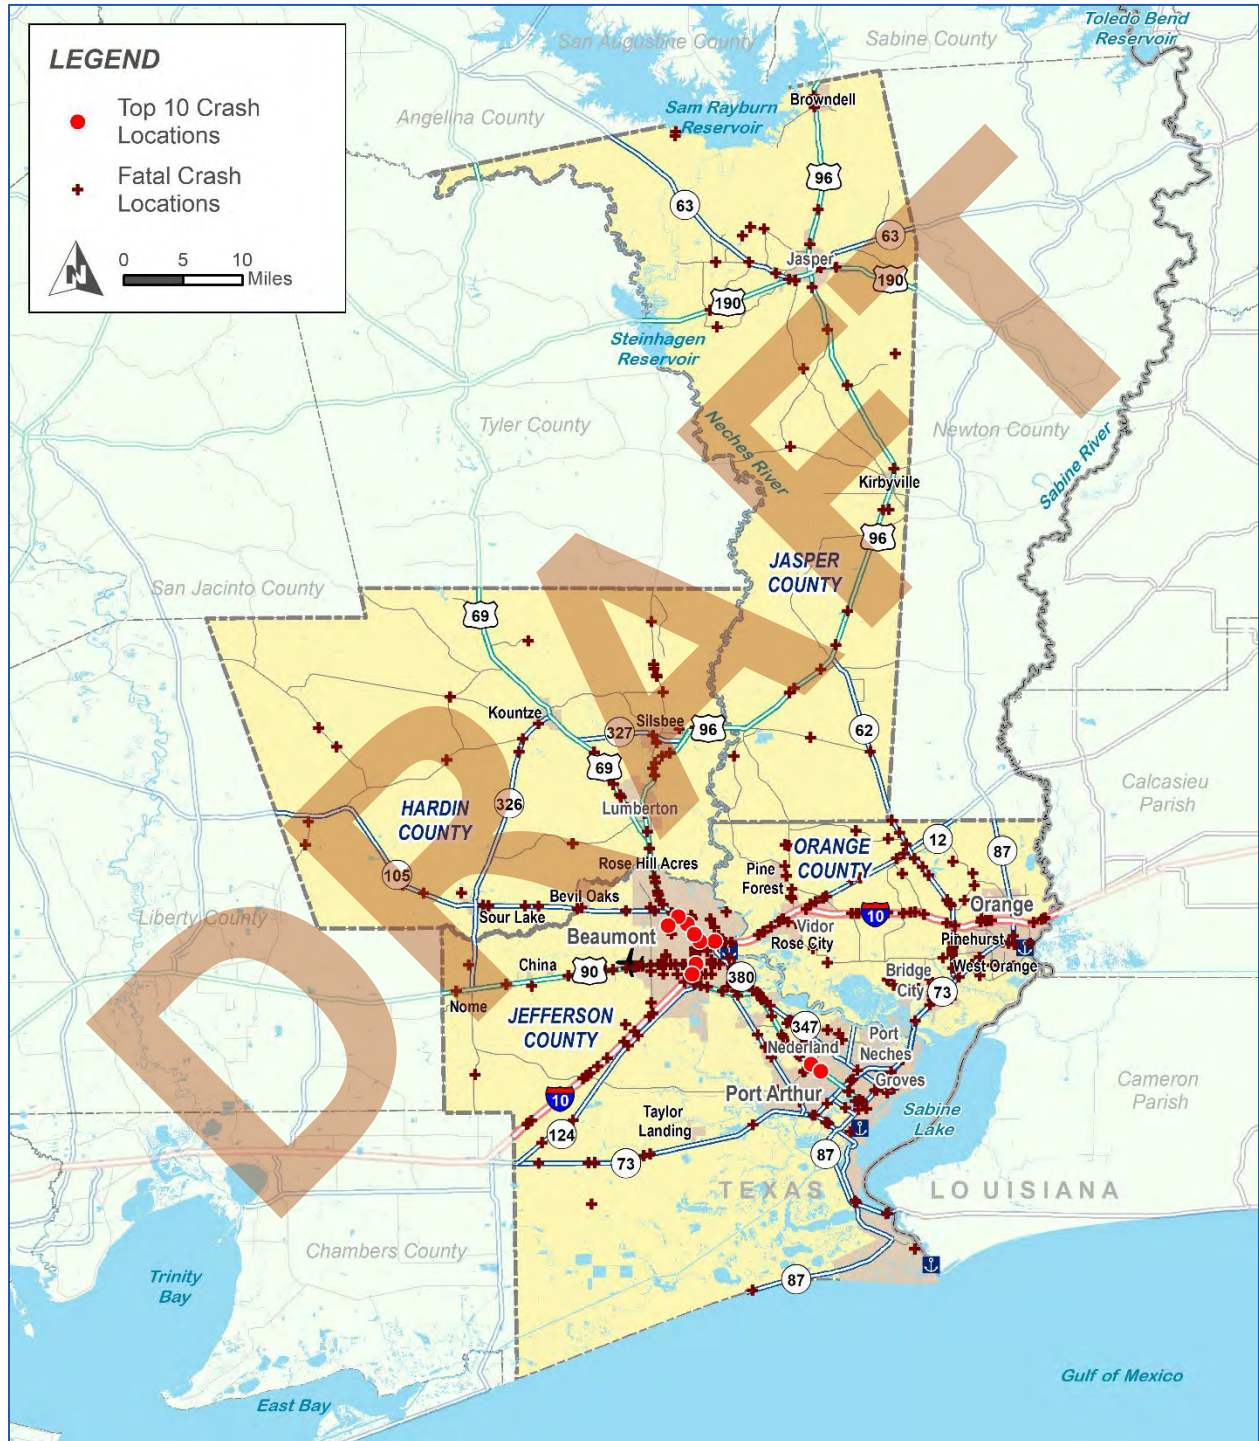 LEGEND
Top 10 Crash
Locations
Fatal Crash
Locations
N
0 5 10
Miles
Toledo Bend
Reservoir
San Augustine County
Sabine County
Angelina County
Sam Rayburn
Reservoir
Browndell
96
63
63
Jasper
190
190
Steinhagen
Reservoir
Tyler County
Neches River
Newton County
Sabine River
Kirbyville
96
JASPER
COUNTY
San Jacinto County
69
Kountze
327
Silsbee
96
62
69
Lumberton
Calcasieu
Parish
HARDIN
COUNTY
326
ORANGE
COUNTY
12
87
Rose Hill Acres
Pine
Forest
105
Bevil Oaks
Orange
Liberty County
Sour Lake
10
Beaumont
Vidor
Rose City
Pinehurst
West Orange
China
90
380
Bridge
City
73
Nome
JEFFERSON
COUNTY
347
Nederland
Port
Neches
Groves
Port Arthur
10
Taylor
Landing
Sabine
Lake
Cameron
Parish
124
73
87
TEXAS
LOUISIANA
Chambers County
Trinity
Bay
87
East Bay
Gulf of Mexico
DRAFT